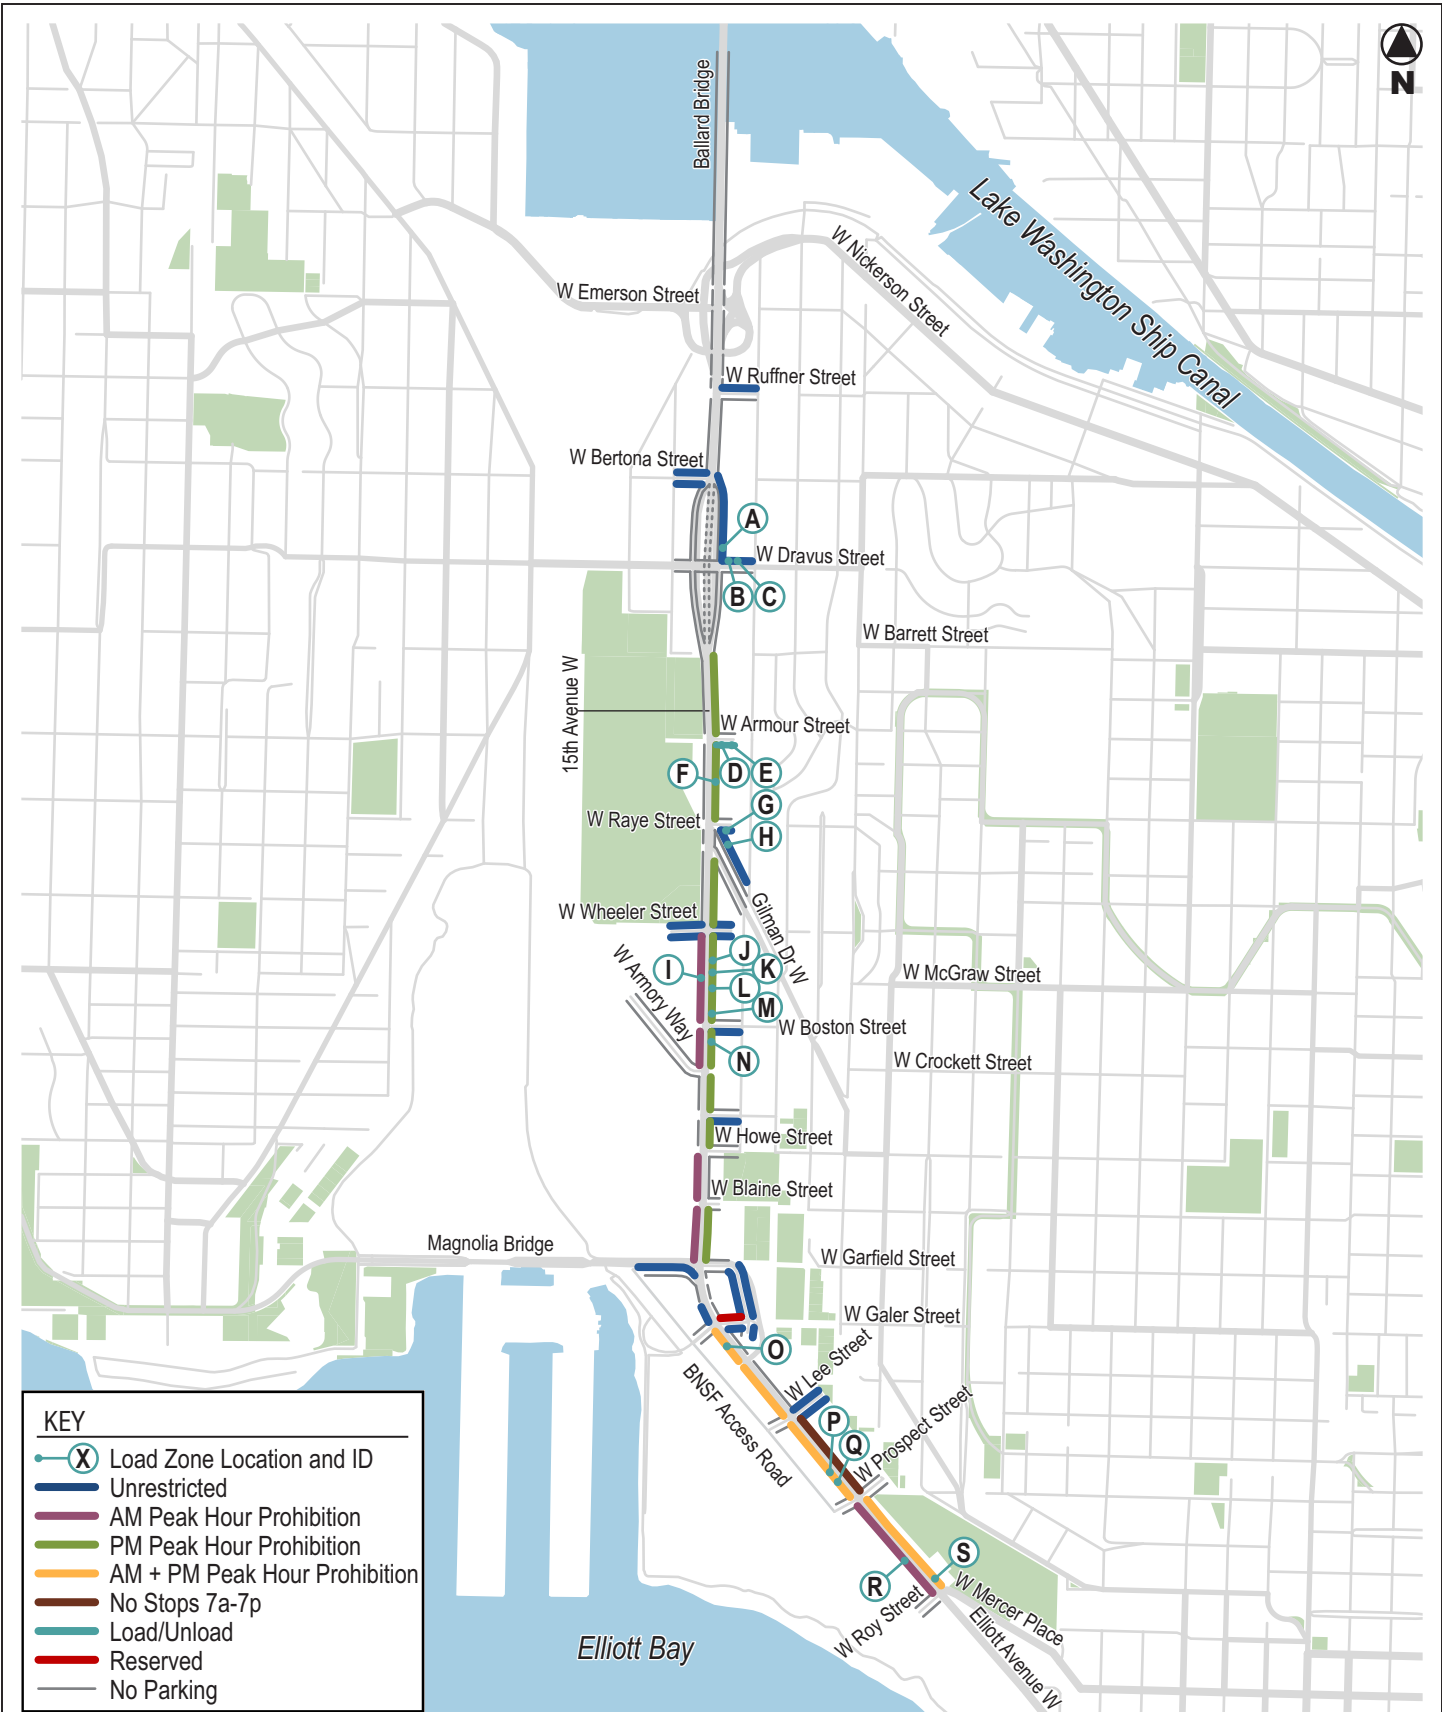 N
Ballard Bridge
Lake Washington Ship Canal
W Nickerson Street
W Emerson Street
W Ruffner Street
W Bertona Street
A
W Dravus Street
B
C
W Barrett Street
15th Avenue W
W Armour Street
F
D
E
G
W Raye Street
H
Gilman Dr W
W Wheeler Street
J
I
K
W McGraw Street
W Armory Way
L
M
W Boston Street
N
W Crockett Street
W Howe Street
W Blaine Street
Magnolia Bridge
W Garfield Street
W Galer Street
O
W Lee Street
BNSF Access Road
P
Q
W Prospect Street
S
R
W Roy Street
W Mercer Place
Elliott Avenue W
Elliott Bay
KEY
X Load Zone Location and ID
Unrestricted
AM Peak Hour Prohibition
PM Peak Hour Prohibition
AM + PM Peak Hour Prohibition
No Stops 7a-7p
Load/Unload
Reserved
No Parking